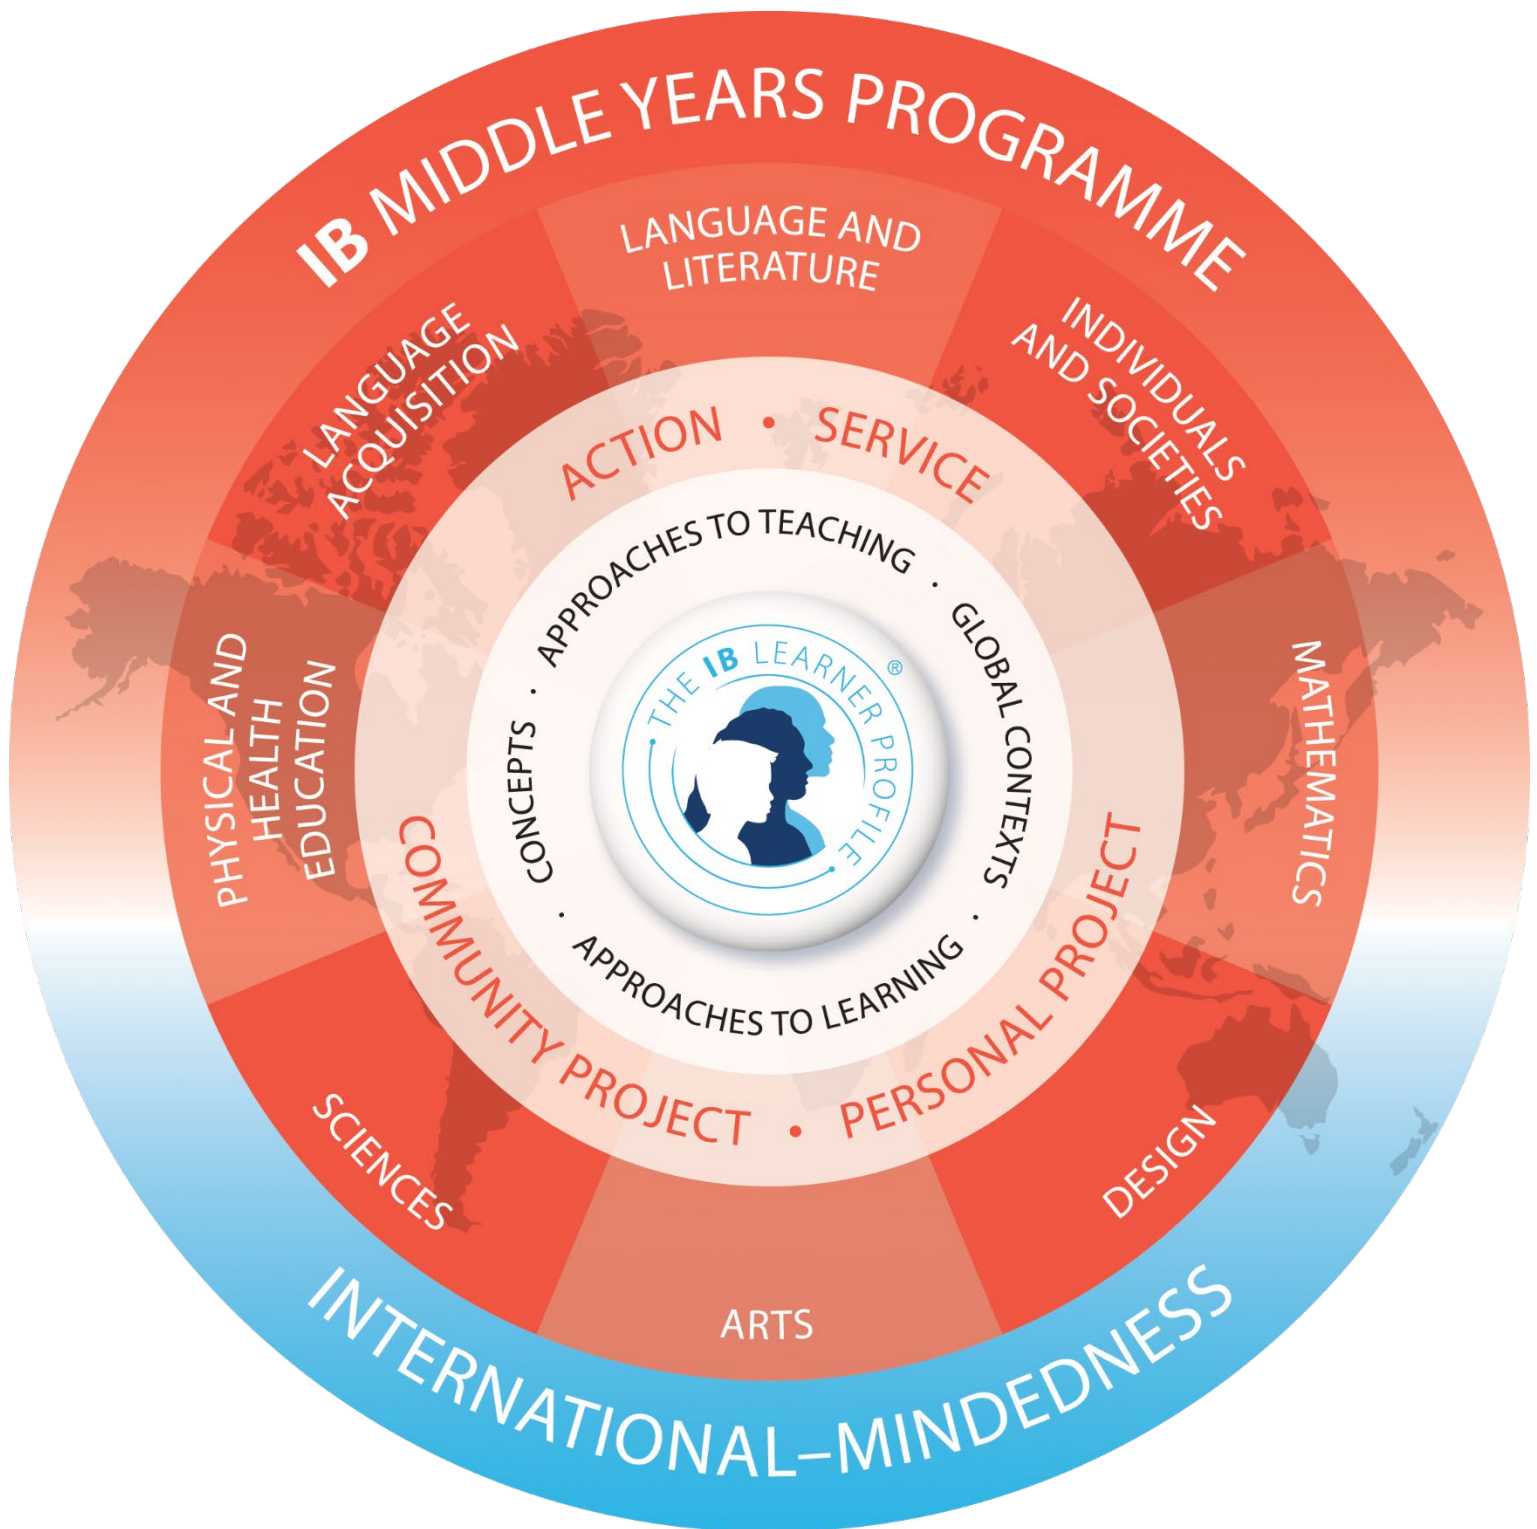 IB MIDDLE YEARS PROGRAMME
LANGUAGE AND
LITERATURE
INDIVIDUALS
AND SOCIETIES
MATHEMATICS
DESIGN
ARTS
SCIENCES
PHYSICAL AND
HEALTH
EDUCATION
LANGUAGE
ACQUISITION
ACTION • SERVICE
PERSONAL PROJECT
•
COMMUNITY PROJECT
APPROACHES TO TEACHING
·
GLOBAL CONTEXTS
·
APPROACHES TO LEARNING
·
CONCEPTS
·
THE IB LEARNER PROFILE
®
INTERNATIONAL–MINDEDNESS